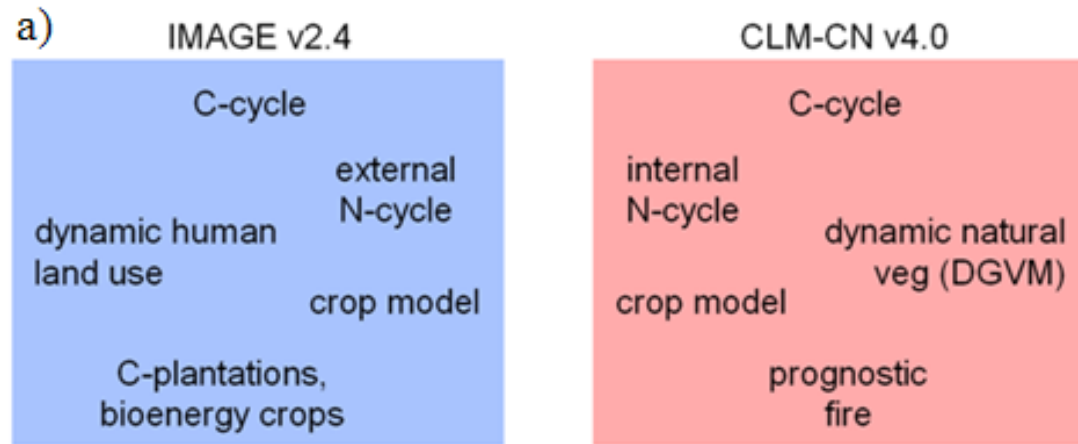 a)
IMAGE v2.4
C-cycle
external
N-cycle
dynamic human
land use
crop model
C-plantations,
bioenergy crops
CLM-CN v4.0
C-cycle
internal
N-cycle
dynamic natural
veg (DGVM)
crop model
prognostic
fire